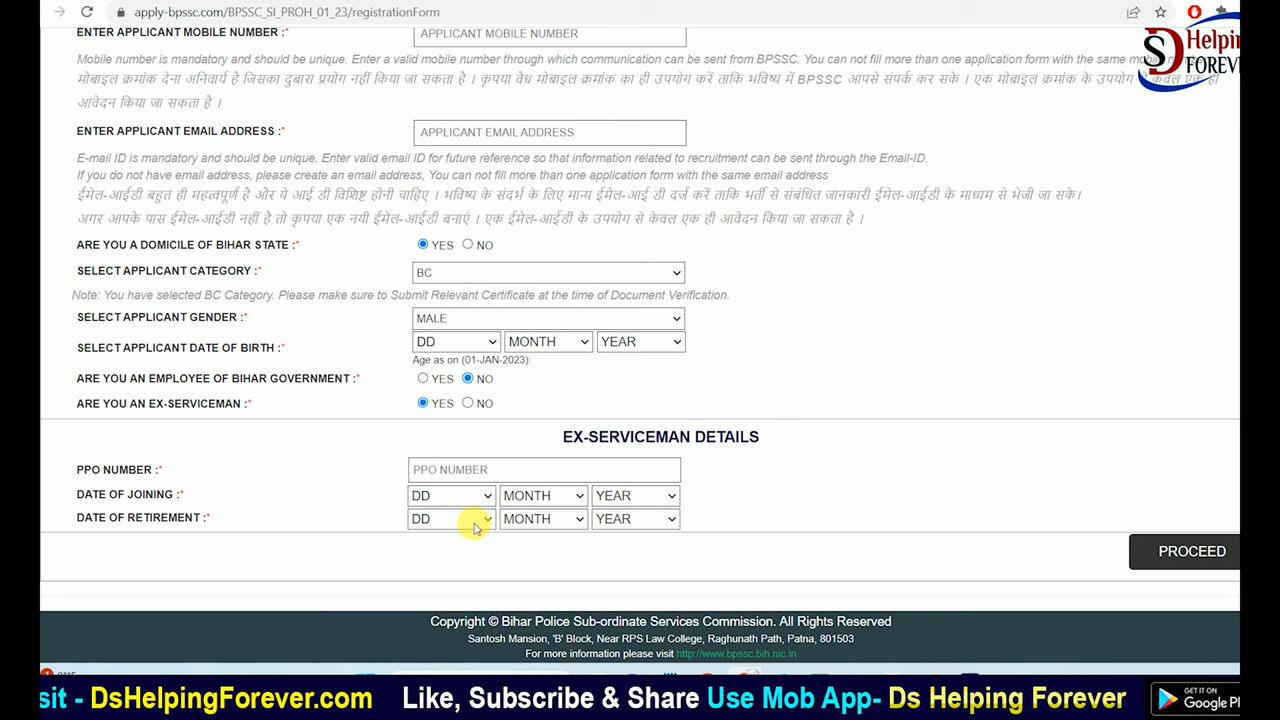 apply-bpssc.com/BPSSC_SI_PROH_01_23/registrationForm
Helpin
SD
FOREVE
ENTER APPLICANT MOBILE NUMBER :*
APPLICANT MOBILE NUMBER
Mobile number is mandatory and should be unique. Enter a valid mobile number through which communication can be sent from BPSSC. You can not fill more than one application form with the same mobile
मोबाइल क्रमांक देना अनिवार्य है जिसका दुबारा प्रयोग नहीं किया जा सकता है। कृपया वैध मोबाइल क्रमांक का ही उपयोग करें ताकि भविष्य में BPSSC आपसे संपर्क कर सके । एक मोबाइल क्रमांक के उपयोग से केवल एक ही
आवेदन किया जा सकता है ।
ENTER APPLICANT EMAIL ADDRESS :*
APPLICANT EMAIL ADDRESS
E-mail ID is mandatory and should be unique. Enter valid email ID for future reference so that information related to recruitment can be sent through the Email-ID.
If you do not have email address, please create an email address, You can not fill more than one application form with the same email address
ईमेल-आईडी बहुत ही महत्वपूर्ण है और ये आई डी विशिष्ट होनी चाहिए । भविष्य के संदर्भ के लिए मान्य ईमेल-आई डी दर्ज करें ताकि भर्ती से संबंधित जानकारी ईमेल-आईडी के माध्यम से भेजी जा सके।
अगर आपके पास ईमेल-आईडी नहीं है तो कृपया एक नयी ईमेल-आईडी बनाएं । एक ईमेल-आईडी के उपयोग से केवल एक ही आवेदन किया जा सकता है ।
ARE YOU A DOMICILE OF BIHAR STATE :* YES NO
SELECT APPLICANT CATEGORY :* BC
Note: You have selected BC Category. Please make sure to Submit Relevant Certificate at the time of Document Verification.
SELECT APPLICANT GENDER :* MALE
SELECT APPLICANT DATE OF BIRTH :* DD MONTH YEAR
Age as on (01-JAN-2023):
ARE YOU AN EMPLOYEE OF BIHAR GOVERNMENT :* YES NO
ARE YOU AN EX-SERVICEMAN :* YES NO
EX-SERVICEMAN DETAILS
PPO NUMBER :* PPO NUMBER
DATE OF JOINING :* DD MONTH YEAR
DATE OF RETIREMENT :* DD MONTH YEAR
PROCEED
Copyright © Bihar Police Sub-ordinate Services Commission. All Rights Reserved
Santosh Mansion, 'B' Block, Near RPS Law College, Raghunath Path, Patna, 801503
For more information please visit http://www.bpssc.bih.nic.in
sit - DsHelpingForever.com Like, Subscribe & Share Use Mob App- Ds Helping Forever
GET IT ON
Google Pl